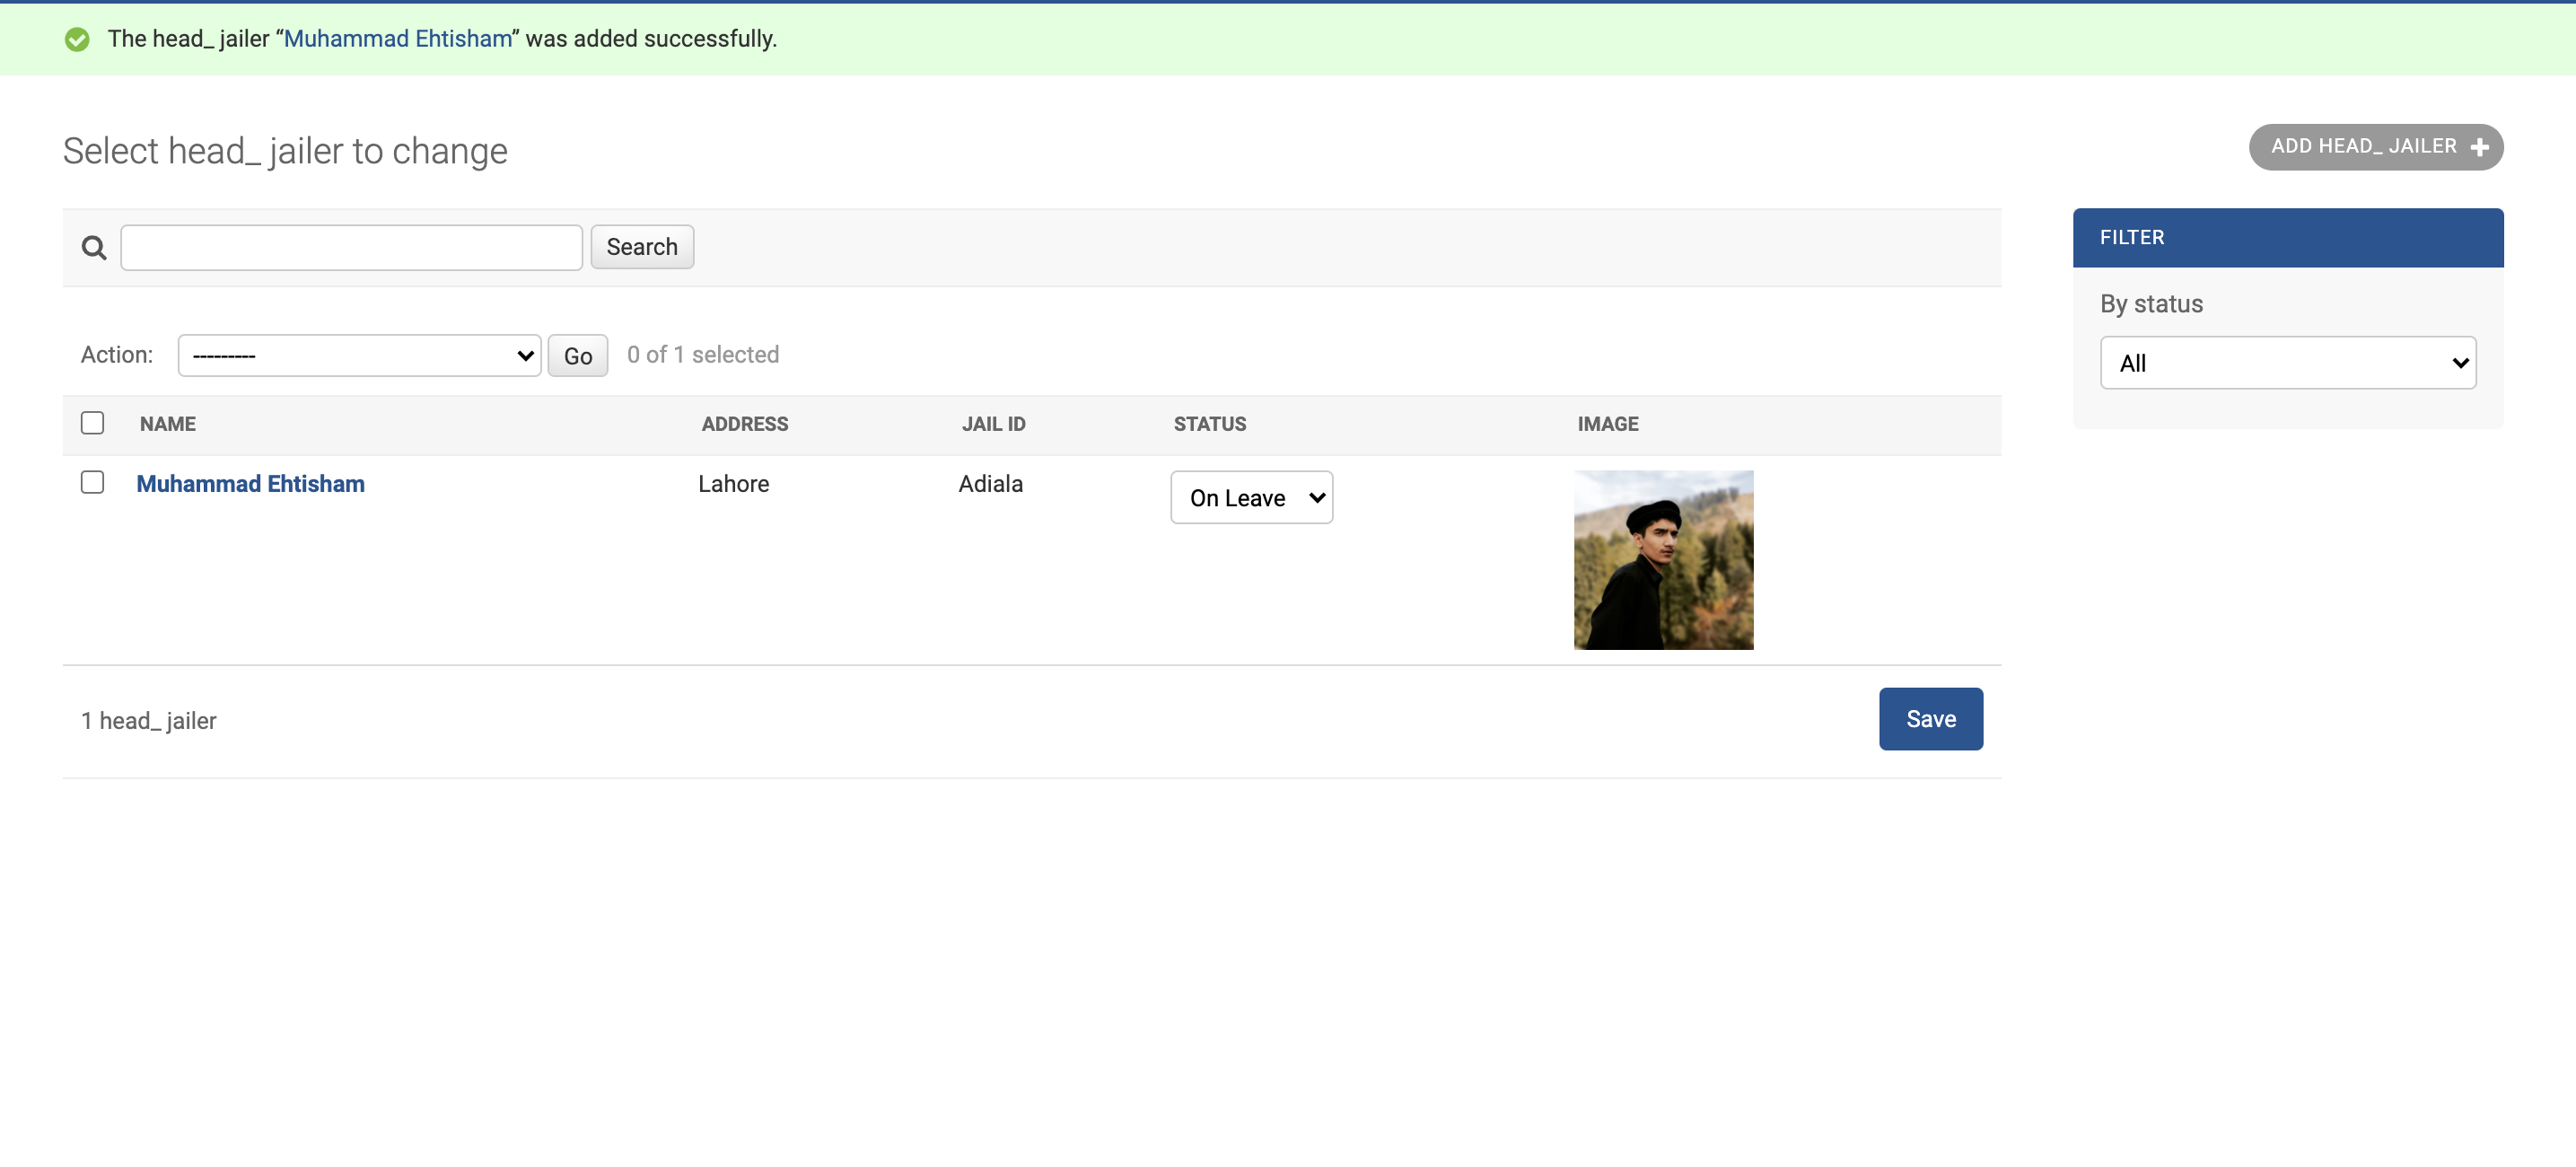 The head_ jailer “Muhammad Ehtisham” was added successfully.
Select head_ jailer to change
ADD HEAD_ JAILER
Search
FILTER
By status
All
Action: --------- Go 0 of 1 selected
NAME ADDRESS JAIL ID STATUS IMAGE
Muhammad Ehtisham Lahore Adiala On Leave
1 head_ jailer
Save